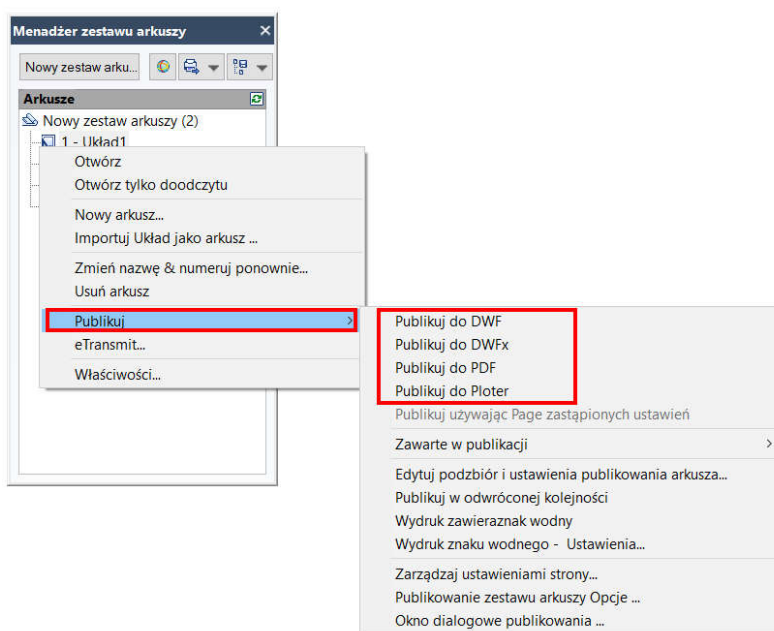 Menadżer zestawu arkuszy
Nowy zestaw arku...
Arkusze
Nowy zestaw arkuszy (2)
1 - Układ1
Otwórz
Otwórz tylko doodczytu
Nowy arkusz...
Importuj Układ jako arkusz ...
Zmień nazwę & numeruj ponownie...
Usuń arkusz
Publikuj
eTransmit...
Właściwości...
Publikuj do DWF
Publikuj do DWFx
Publikuj do PDF
Publikuj do Ploter
Publikuj używając Page zastąpionych ustawień
Zawarte w publikacji
Edytuj podzbiór i ustawienia publikowania arkusza...
Publikuj w odwróconej kolejności
Wydruk zawieraznak wodny
Wydruk znaku wodnego - Ustawienia...
Zarządzaj ustawieniami strony...
Publikowanie zestawu arkuszy Opcje ...
Okno dialogowe publikowania ...